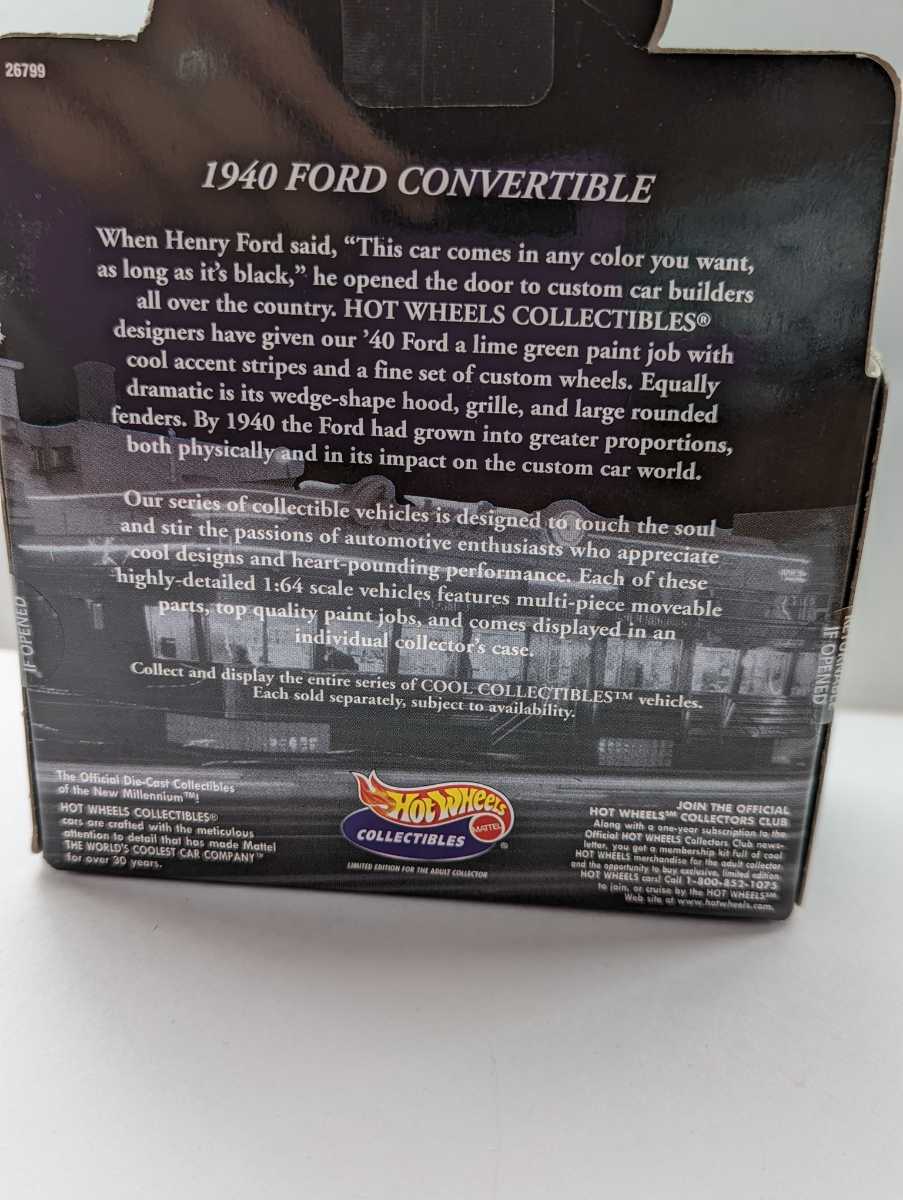 26799
1940 FORD CONVERTIBLE
When Henry Ford said, “This car comes in any color you want,
as long as it’s black,” he opened the door to custom car builders
all over the country. HOT WHEELS COLLECTIBLES®
designers have given our ’40 Ford a lime green paint job with
cool accent stripes and a fine set of custom wheels. Equally
dramatic is its wedge-shape hood, grille, and large rounded
fenders. By 1940 the Ford had grown into greater proportions,
both physically and in its impact on the custom car world.
Our series of collectible vehicles is designed to touch the soul
and stir the passions of automotive enthusiasts who appreciate
cool designs and heart-pounding performance. Each of these
highly-detailed 1:64 scale vehicles features multi-piece moveable
parts, top quality paint jobs, and comes displayed in an
individual collector’s case.
Collect and display the entire series of COOL COLLECTIBLES™ vehicles.
Each sold separately, subject to availability.
IF OPENED
IF OPENED
The Official Die-Cast Collectibles
of the New Millennium™!
HOT WHEELS COLLECTIBLES®
cars are crafted with the meticulous
attention to detail that has made Mattel
THE WORLD'S COOLEST CAR COMPANY™
for over 30 years.
Hot Wheels
MATTEL
COLLECTIBLES
®
LIMITED EDITION FOR THE ADULT COLLECTOR
JOIN THE OFFICIAL
HOT WHEELS℠ COLLECTORS CLUB
Along with a one-year subscription to the
Official HOT WHEELS Collectors Club news-
letter, you get a membership kit full of cool
HOT WHEELS merchandise for the adult collector
and the opportunity to buy exclusive, limited edition
HOT WHEELS cars! Call 1-800-852-1075
to join, or cruise by the HOT WHEELS℠
Web site at www.hotwheels.com.